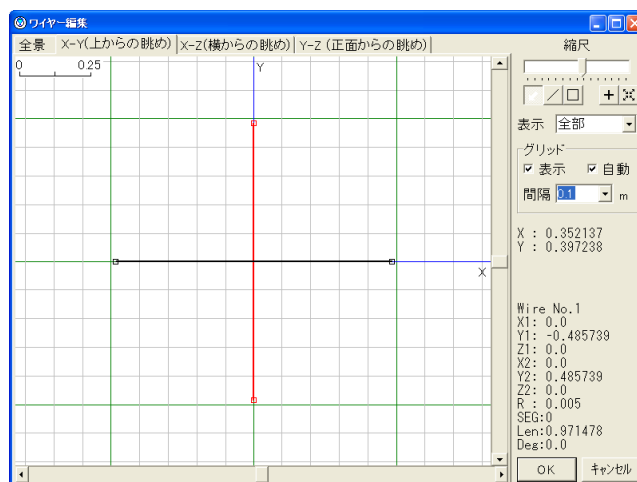 ワイヤー編集
全景 X-Y(上からの眺め) X-Z(横からの眺め) Y-Z (正面からの眺め)
縮尺
0 0.25
Y
X
表示 全部
グリッド
表示 自動
間隔 0.1 m
X : 0.352137
Y : 0.397238
Wire No.1
X1: 0.0
Y1: -0.485739
Z1: 0.0
X2: 0.0
Y2: 0.485739
Z2: 0.0
R : 0.005
SEG:0
Len:0.971478
Deg:0.0
OK キャンセル